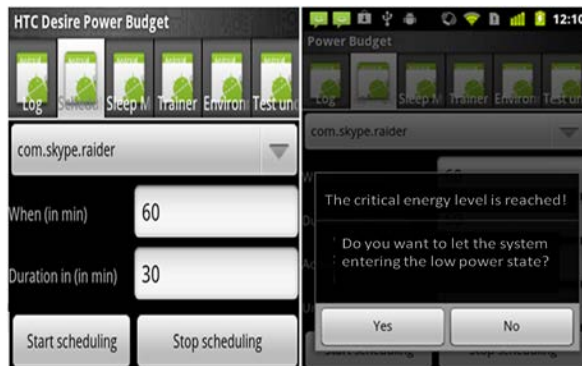 HTC Desire Power Budget
Log
Sleep M
Trainer
Environ
Test und
com.skype.raider
When (in min)
60
Duration in (in min)
30
Start scheduling
Stop scheduling
12:10
Power Budget
Log
Sleep M
Trainer
Environ
Test und
com.skype.raider
The critical energy level is reached!
Do you want to let the system
entering the low power state?
Yes
No